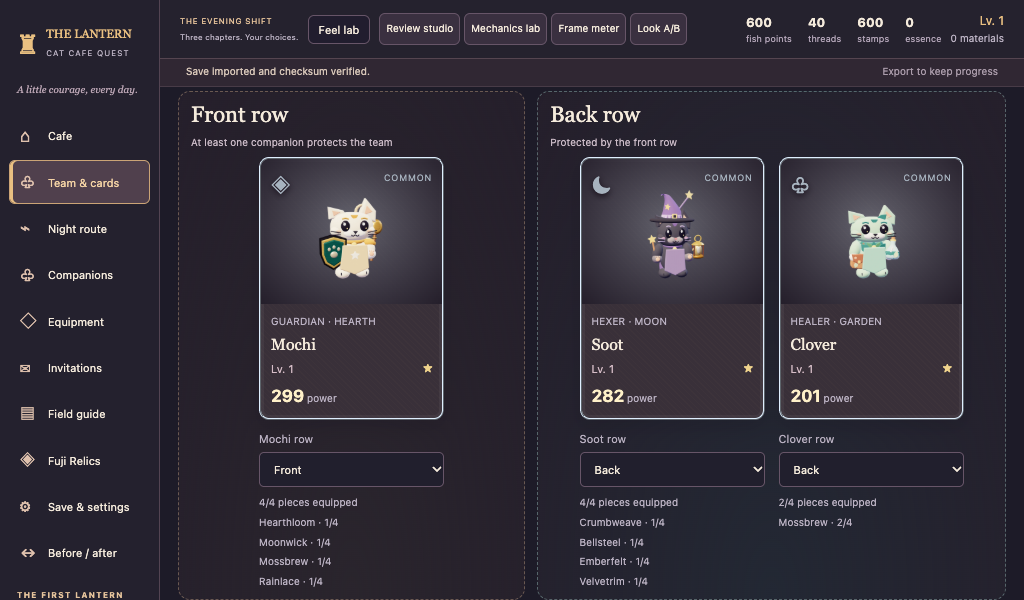 THE LANTERN
CAT CAFE QUEST
A little courage, every day.
Cafe
Team & cards
Night route
Companions
Equipment
Invitations
Field guide
Fuji Relics
Save & settings
Before / after
THE FIRST LANTERN
THE EVENING SHIFT
Three chapters. Your choices.
Feel lab
Review studio
Mechanics lab
Frame meter
Look A/B
600
fish points
40
threads
600
stamps
0
essence
Lv. 1
0 materials
Save imported and checksum verified.
Export to keep progress
Front row
At least one companion protects the team
COMMON
GUARDIAN · HEARTH
Mochi
Lv. 1
299 power
Mochi row
Front
4/4 pieces equipped
Hearthloom · 1/4
Moonwick · 1/4
Mossbrew · 1/4
Rainlace · 1/4
Back row
Protected by the front row
COMMON
HEXER · MOON
Soot
Lv. 1
282 power
Soot row
Back
4/4 pieces equipped
Crumbweave · 1/4
Bellsteel · 1/4
Emberfelt · 1/4
Velvetrim · 1/4
COMMON
HEALER · GARDEN
Clover
Lv. 1
201 power
Clover row
Back
2/4 pieces equipped
Mossbrew · 2/4